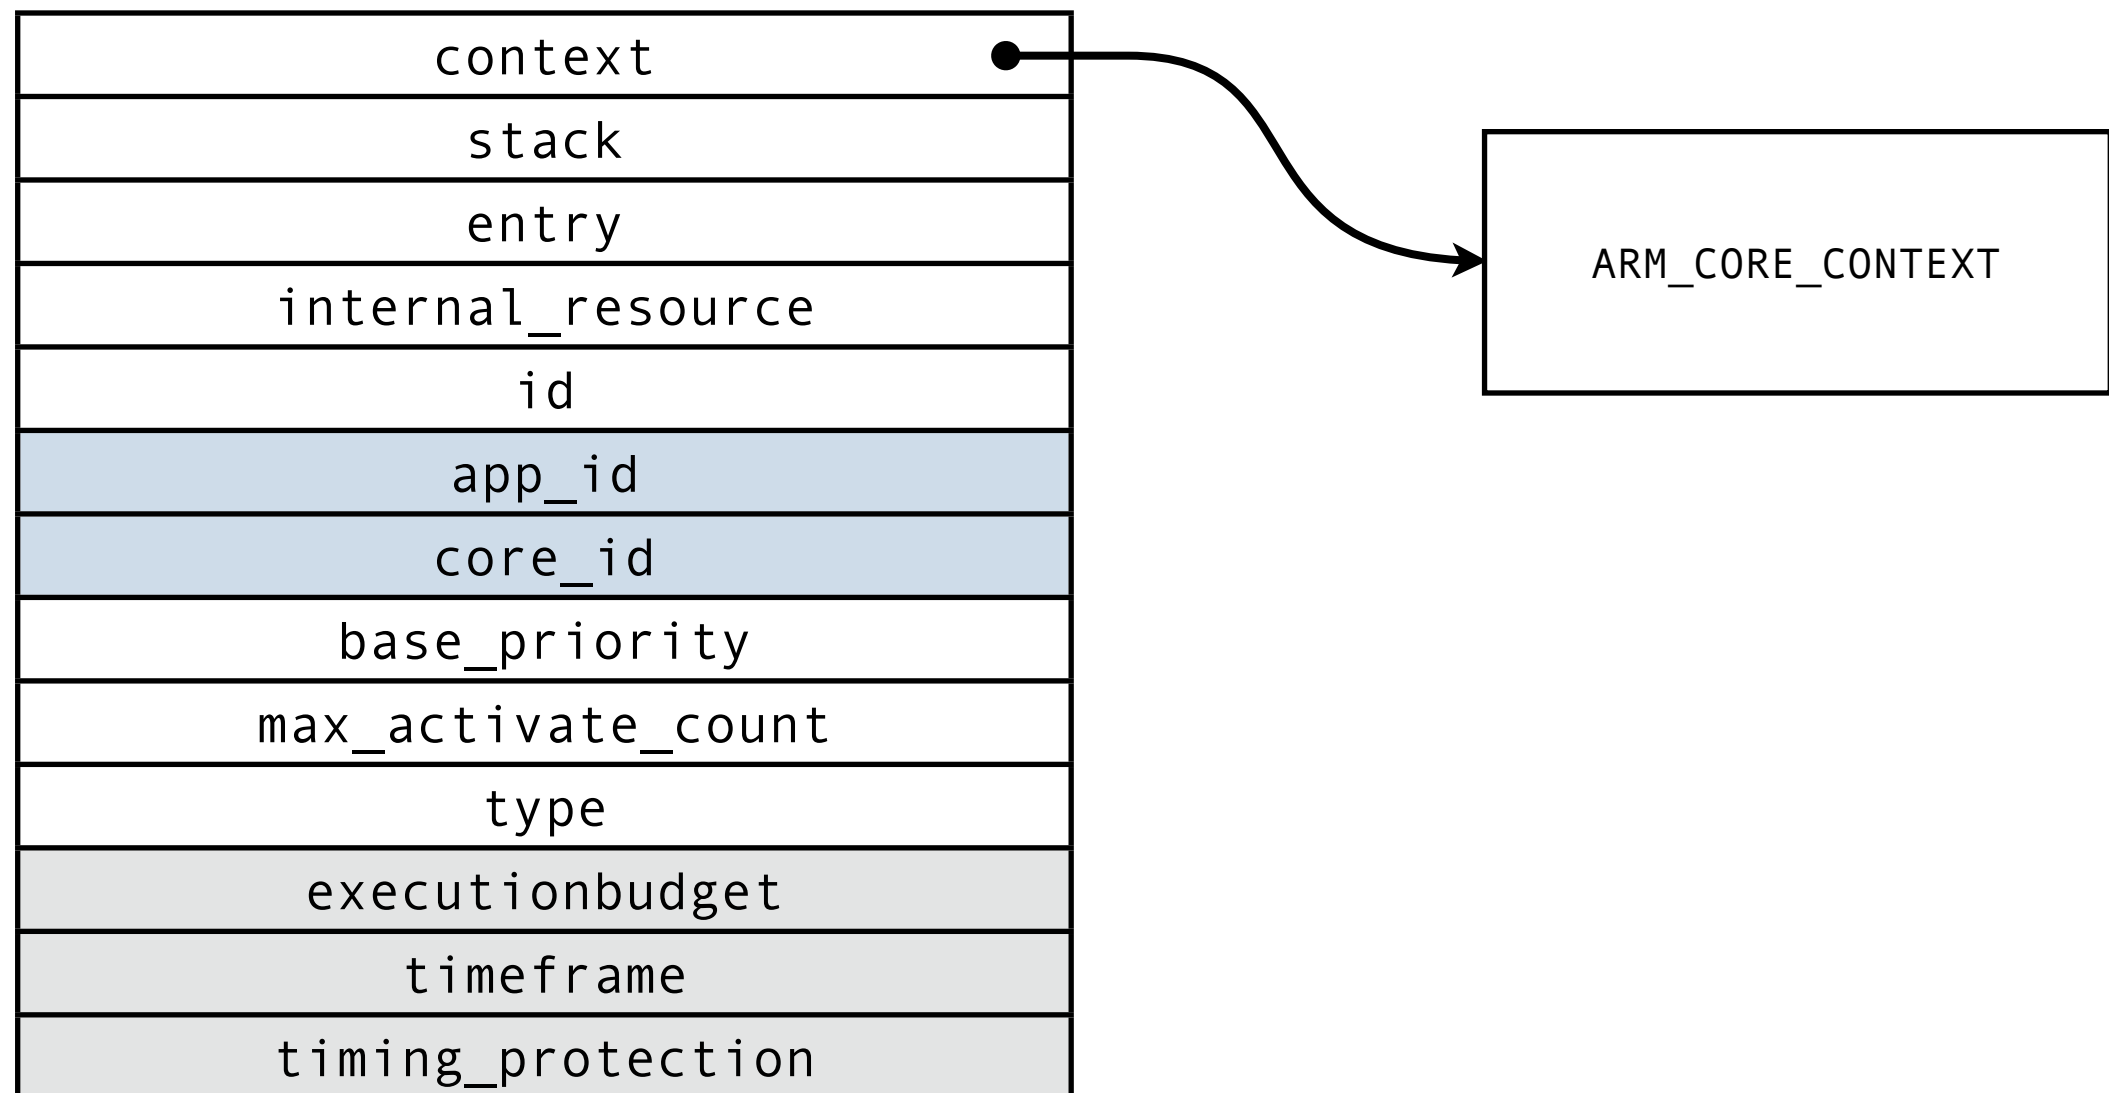 context
stack
entry
internal_resource
id
app_id
core_id
base_priority
max_activate_count
type
executionbudget
timeframe
timing_protection
ARM_CORE_CONTEXT